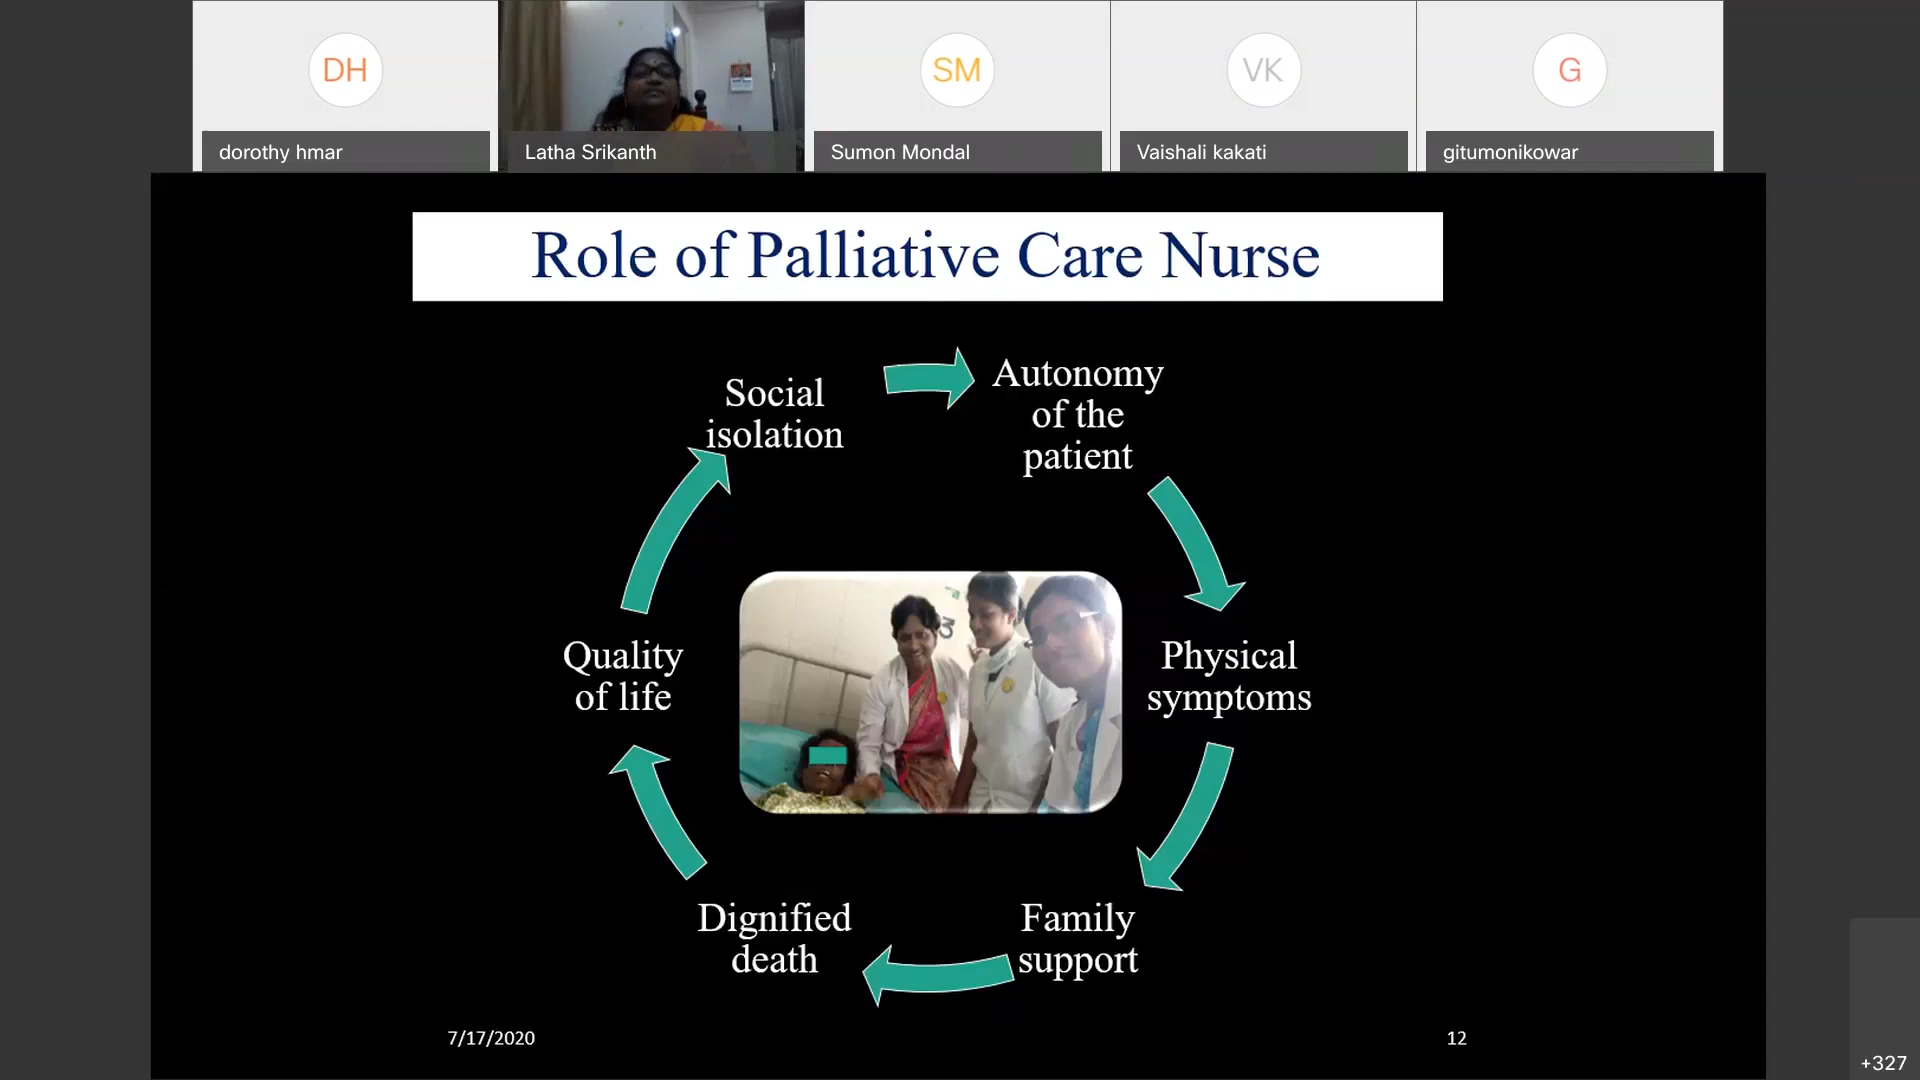 DH
SM
VK
G
dorothy hmar
Latha Srikanth
Sumon Mondal
Vaishali kakati
gitumonikowar
Role of Palliative Care Nurse
Social
isolation
Autonomy
of the
patient
Physical
symptoms
Family
support
Dignified
death
Quality
of life
7/17/2020
12
+327